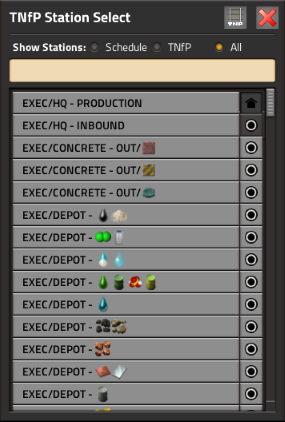 TNfP Station Select
TNfP
Show Stations: Schedule TNfP All
EXEC/HQ - PRODUCTION
EXEC/HQ - INBOUND
EXEC/CONCRETE - OUT/
EXEC/CONCRETE - OUT/
EXEC/CONCRETE - OUT/
EXEC/DEPOT -
EXEC/DEPOT -
EXEC/DEPOT -
EXEC/DEPOT -
EXEC/DEPOT -
EXEC/DEPOT -
EXEC/DEPOT -
EXEC/DEPOT -
EXEC/DEPOT -